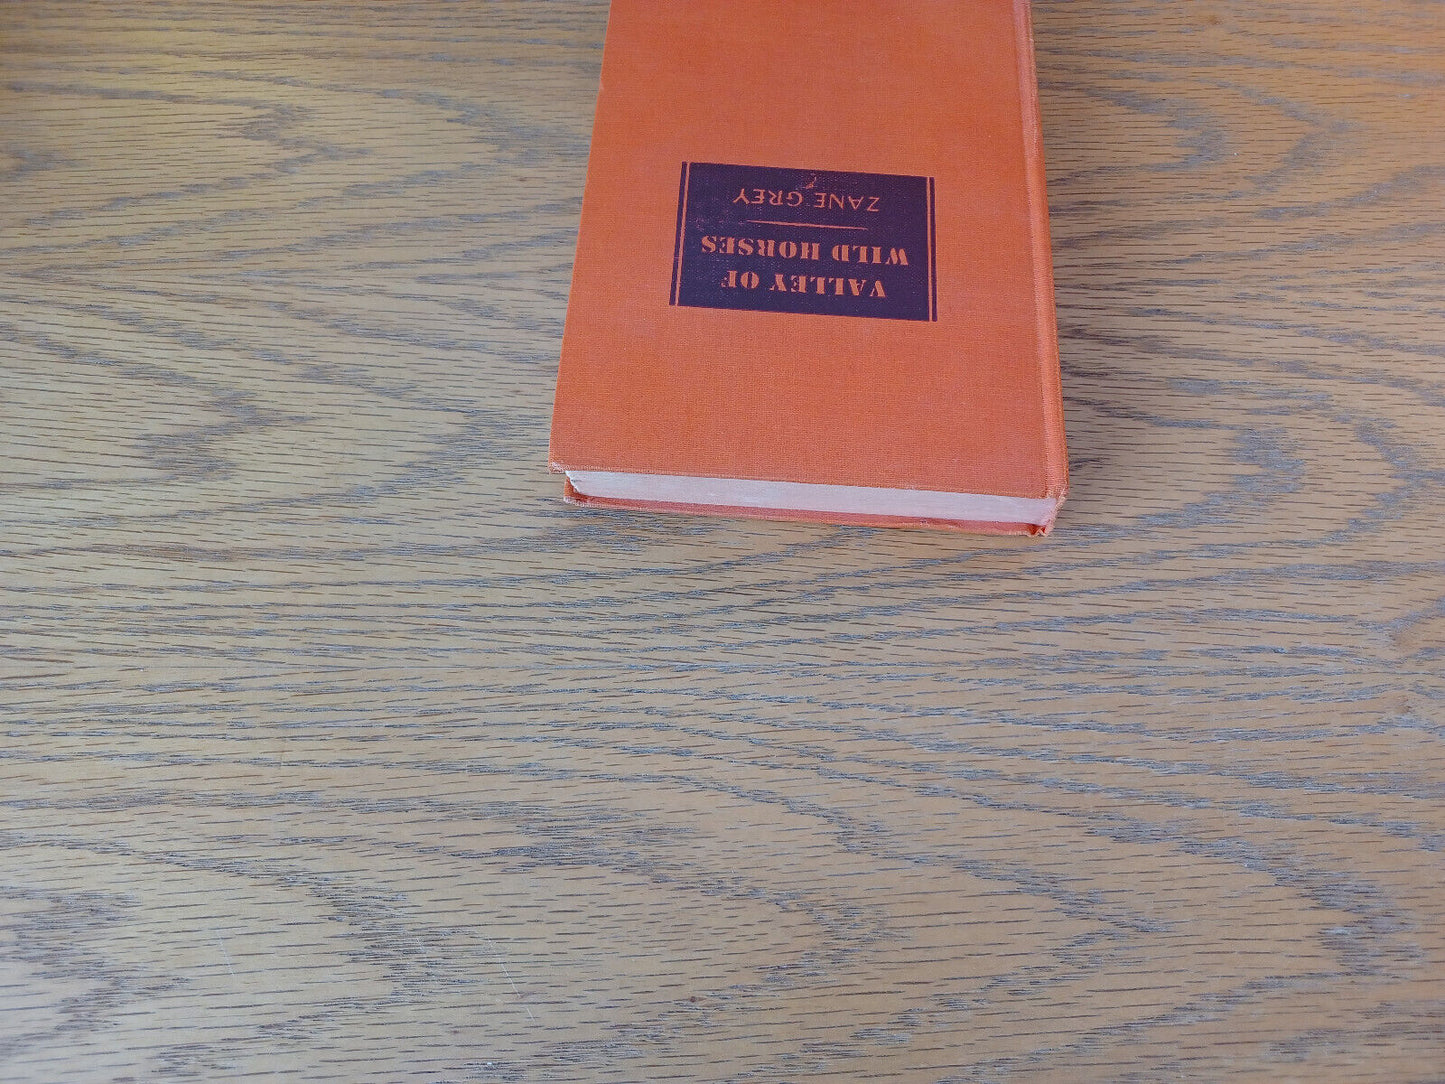 VALLEY OF
WILD HORSES
ZANE GREY